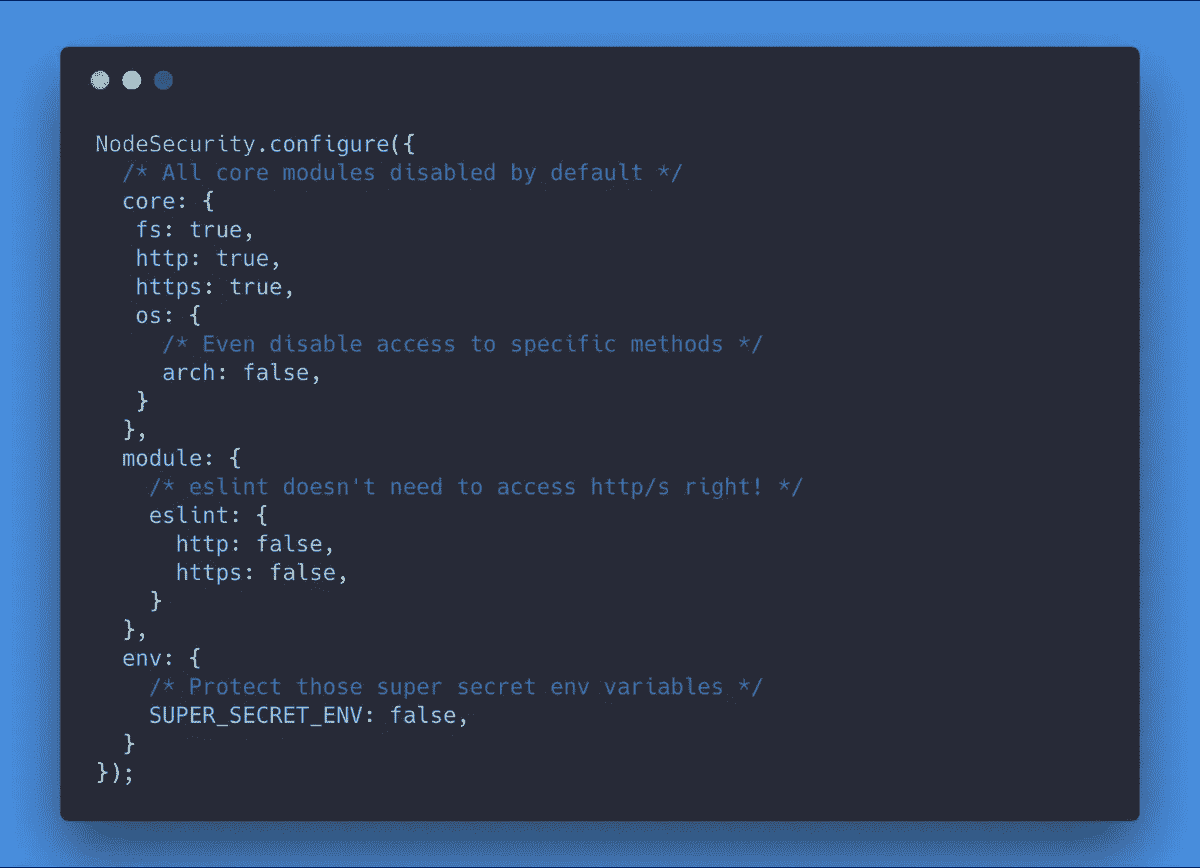 NodeSecurity.configure({
  /* All core modules disabled by default */
  core: {
   fs: true,
   http: true,
   https: true,
   os: {
     /* Even disable access to specific methods */
     arch: false,
   }
  },
  module: {
    /* eslint doesn't need to access http/s right! */
    eslint: {
      http: false,
      https: false,
    }
  },
  env: {
    /* Protect those super secret env variables */
    SUPER_SECRET_ENV: false,
  }
});